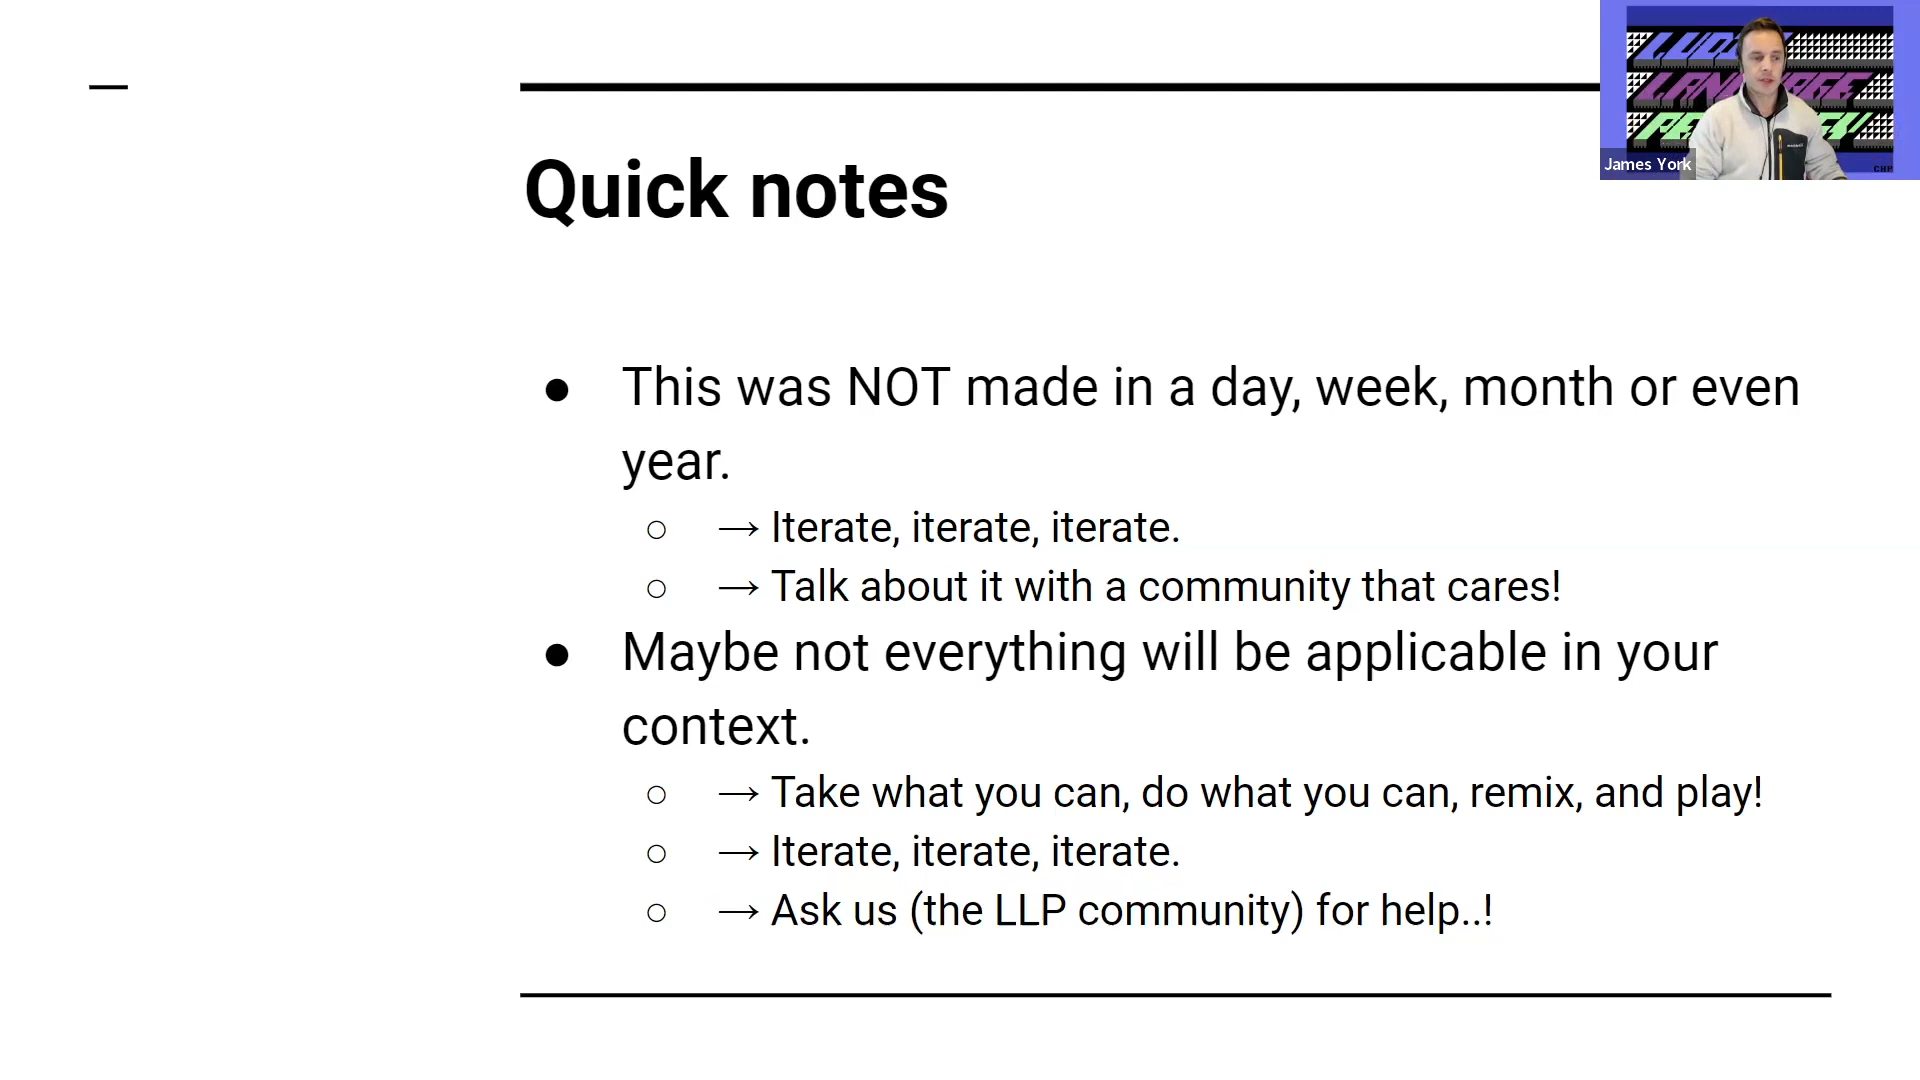 Quick notes
● This was NOT made in a day, week, month or even
year.
○ → Iterate, iterate, iterate.
○ → Talk about it with a community that cares!
● Maybe not everything will be applicable in your
context.
○ → Take what you can, do what you can, remix, and play!
○ → Iterate, iterate, iterate.
○ → Ask us (the LLP community) for help..!
James York